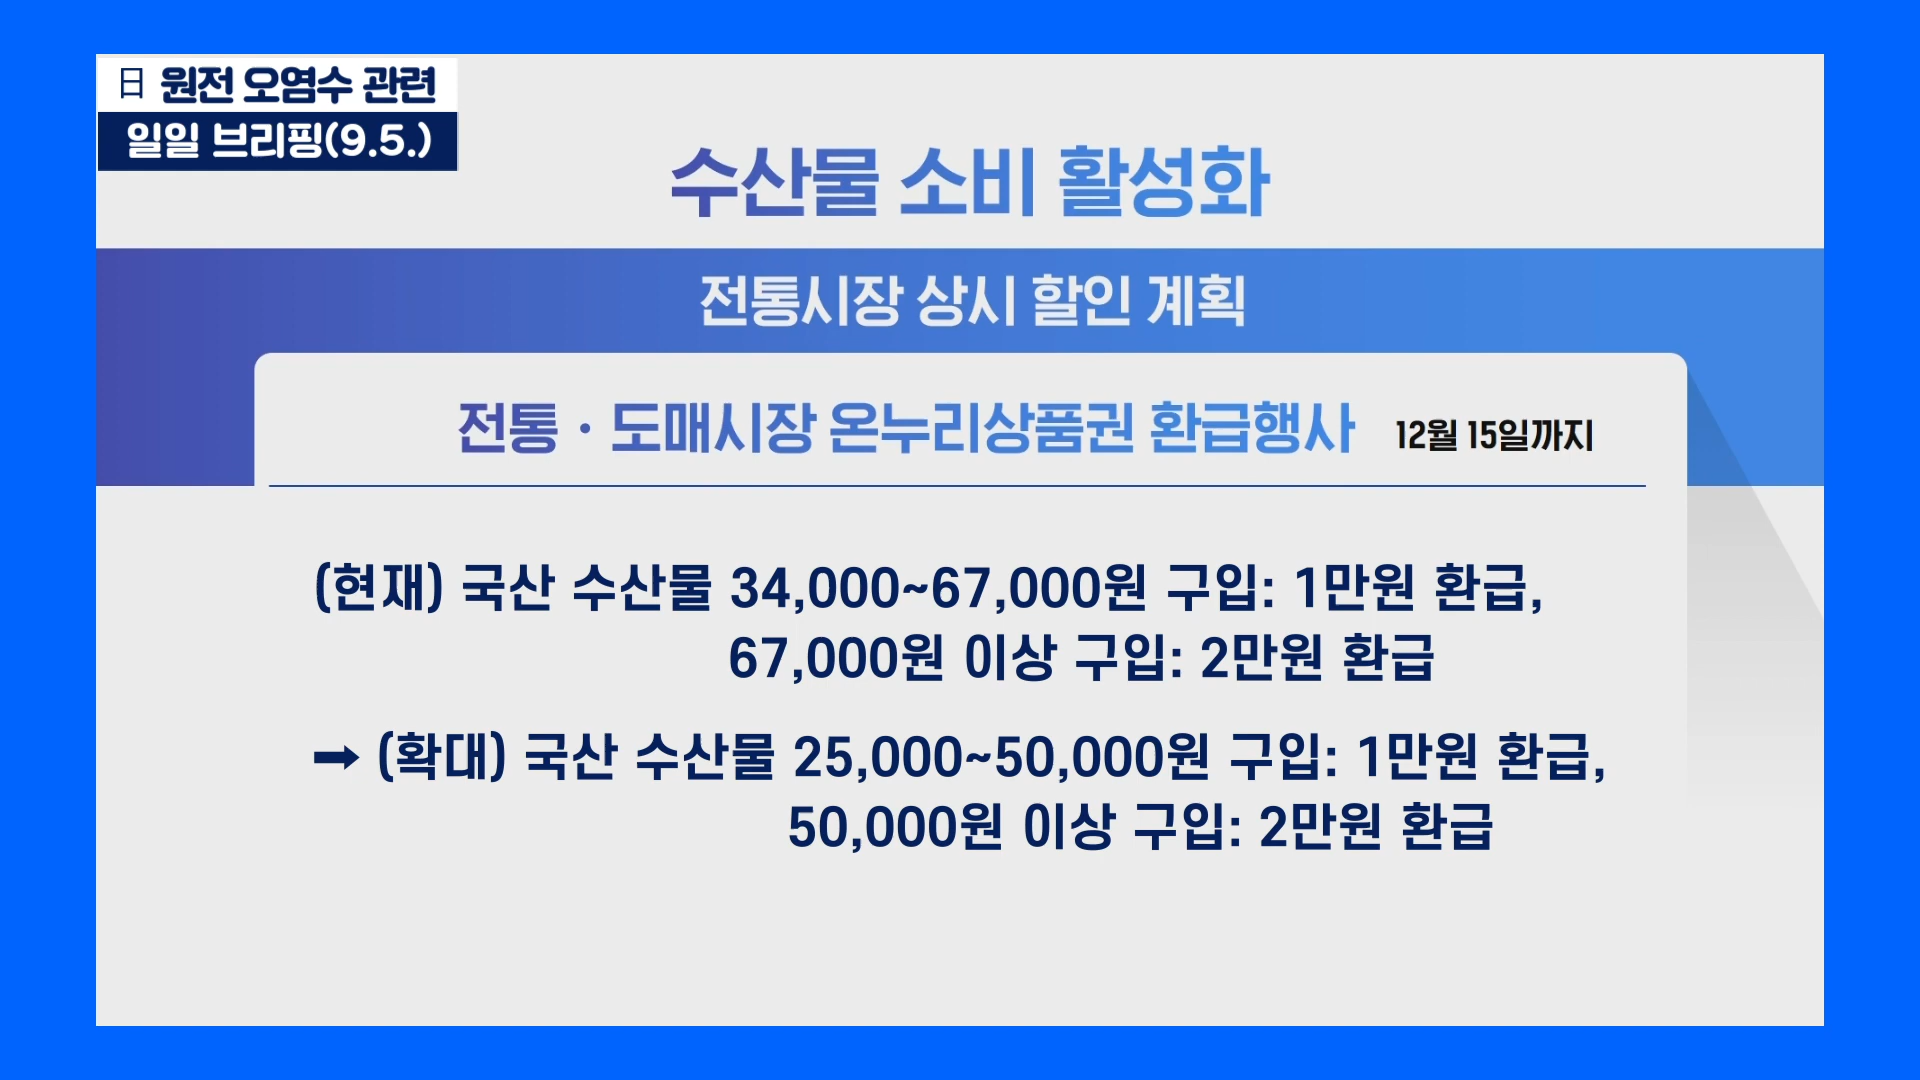 日 원전 오염수 관련
일일 브리핑(9.5.)
수산물 소비 활성화
전통시장 상시 할인 계획
전통 · 도매시장 온누리상품권 환급행사 12월 15일까지
(현재) 국산 수산물 34,000~67,000원 구입: 1만원 환급,
67,000원 이상 구입: 2만원 환급
➡ (확대) 국산 수산물 25,000~50,000원 구입: 1만원 환급,
50,000원 이상 구입: 2만원 환급